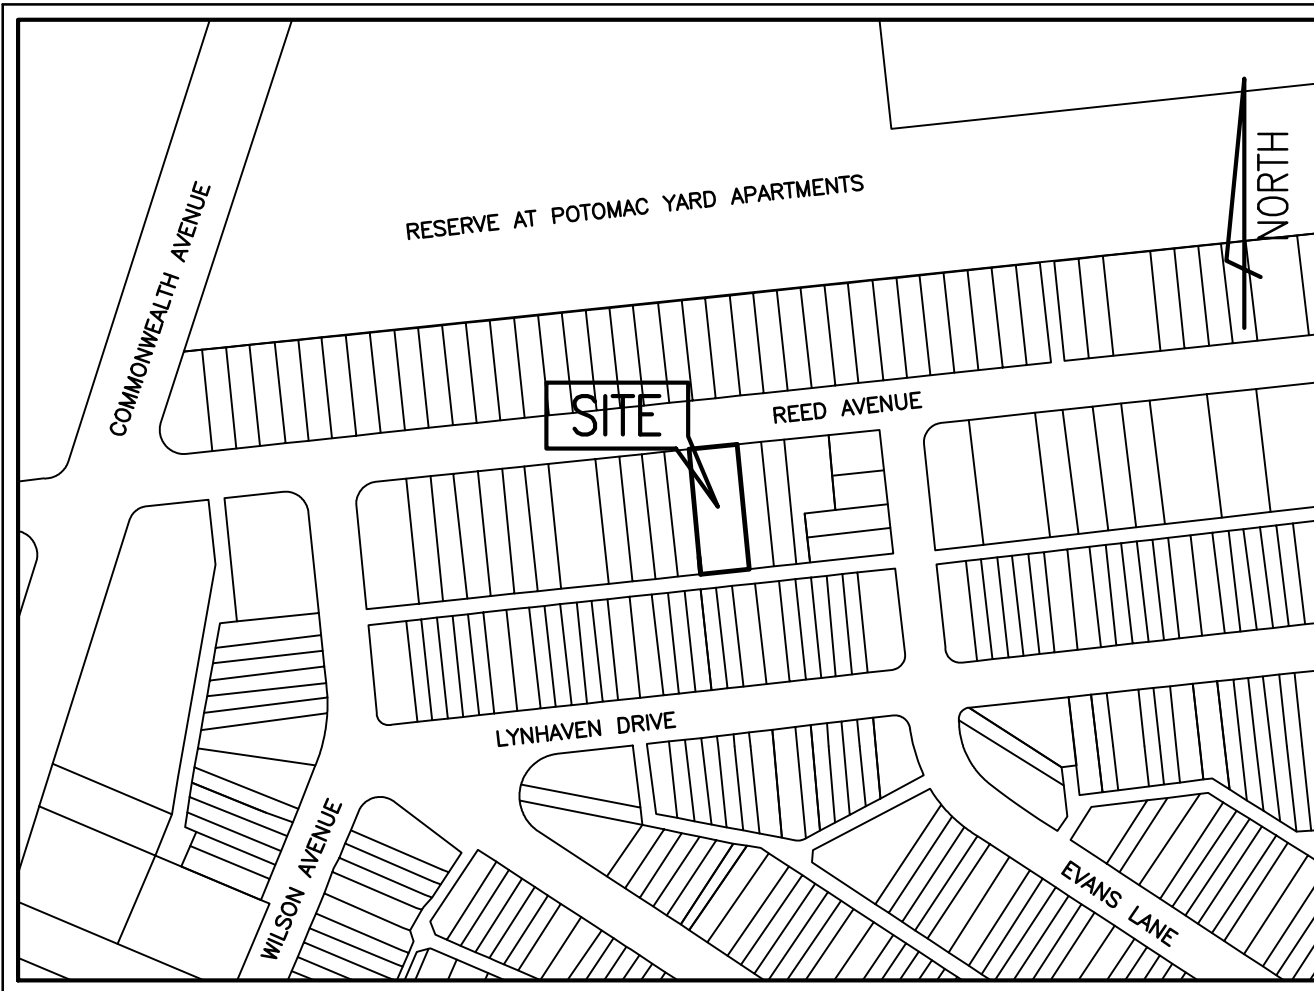 COMMONWEALTH AVENUE
RESERVE AT POTOMAC YARD APARTMENTS
NORTH
SITE
REED AVENUE
LYNHAVEN DRIVE
WILSON AVENUE
EVANS LANE